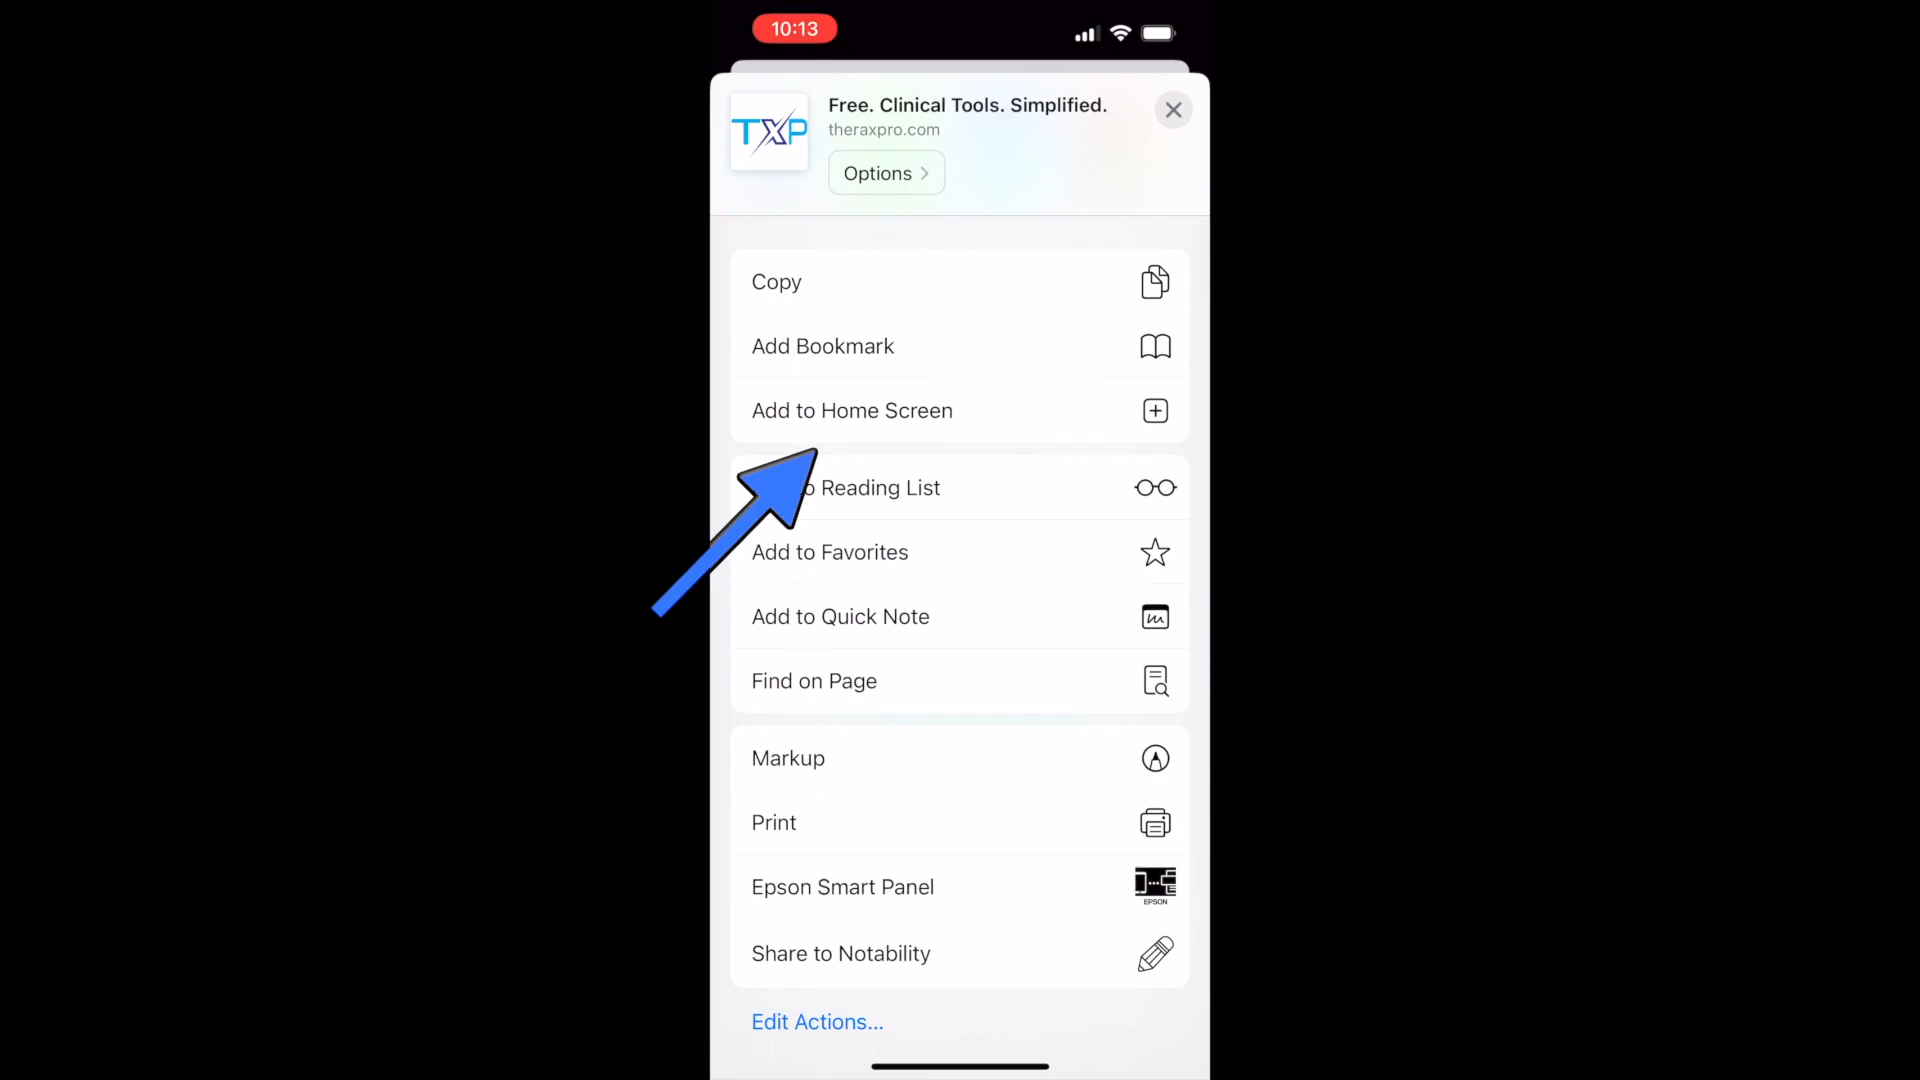 10:13
Free. Clinical Tools. Simplified.
TXP
theraxpro.com
Options
Copy
Add Bookmark
Add to Home Screen
Reading List
Add to Favorites
Add to Quick Note
Find on Page
Markup
Print
Epson Smart Panel
EPSON
Share to Notability
Edit Actions...